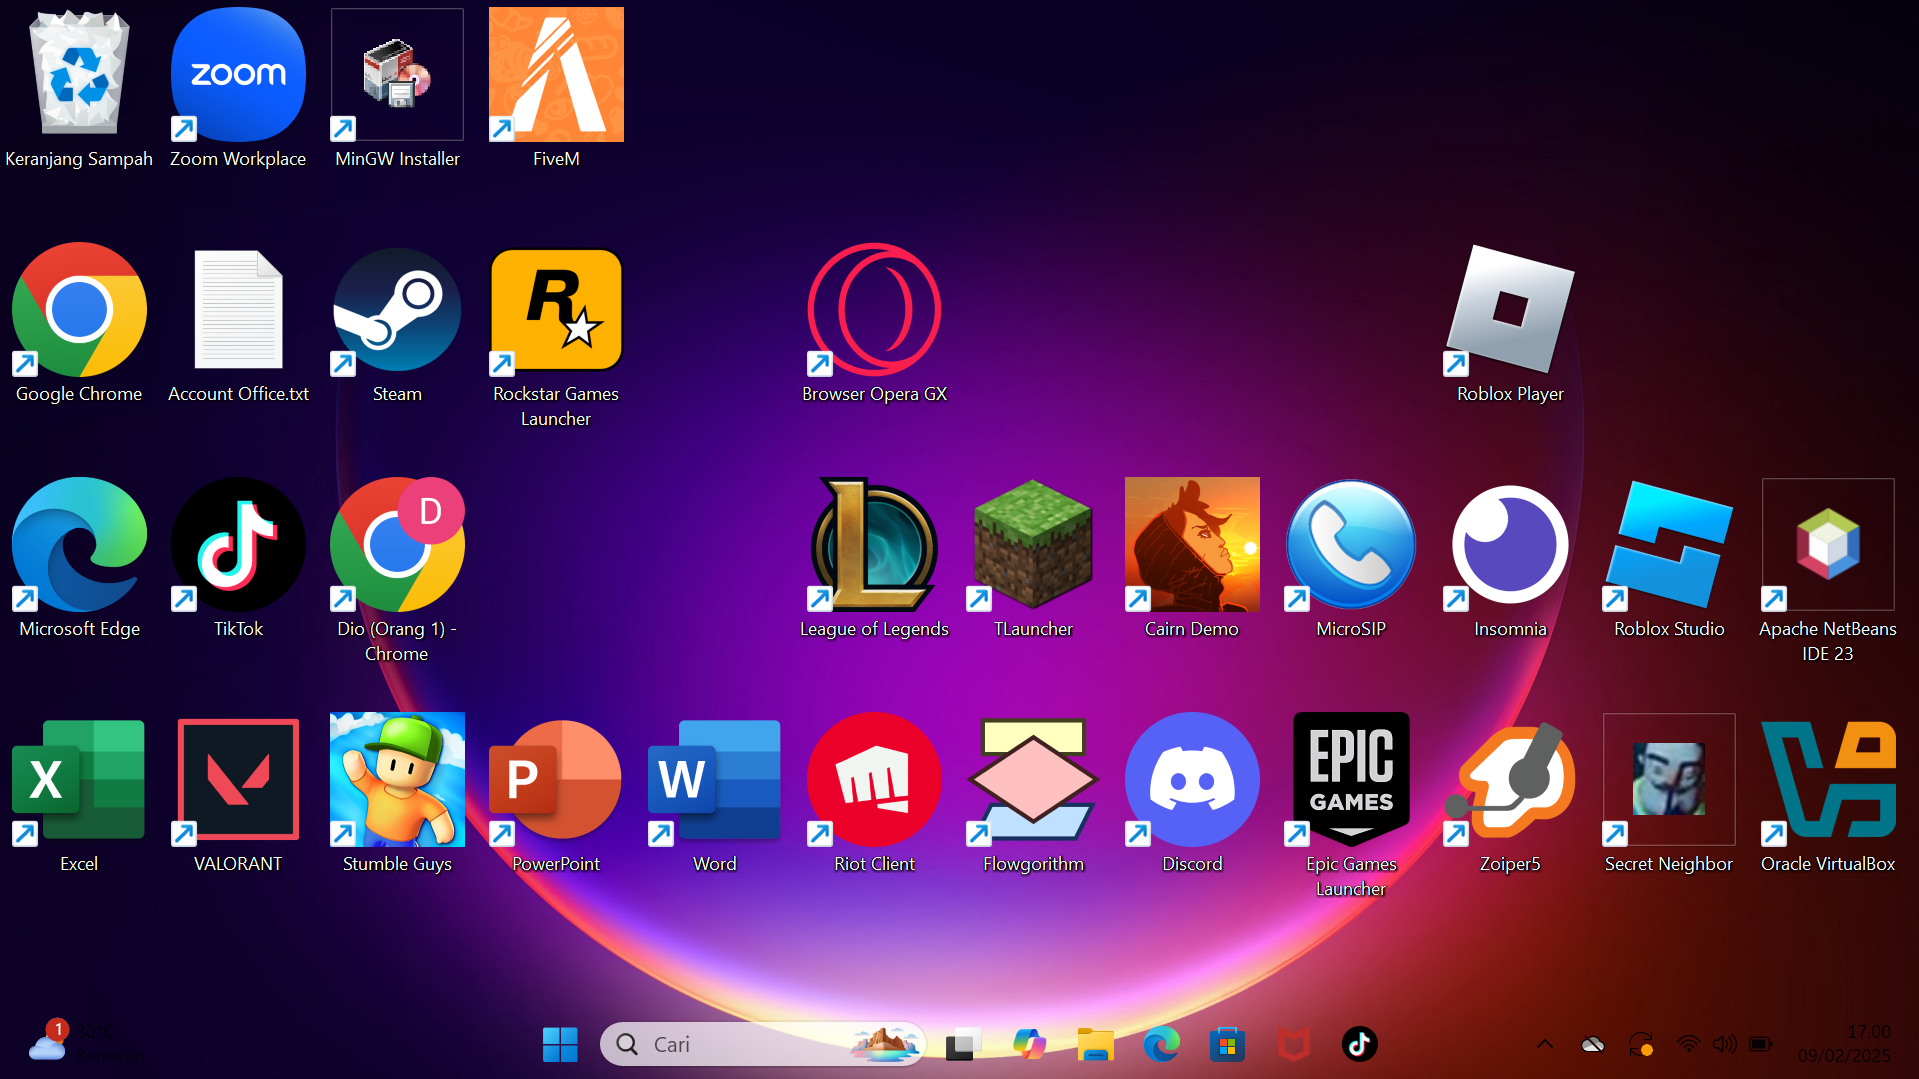 zoom
Keranjang Sampah
Zoom Workplace
MinGW Installer
FiveM
R
Google Chrome
Account Office.txt
Steam
Rockstar Games
Launcher
Browser Opera GX
Roblox Player
D
Microsoft Edge
TikTok
Dio (Orang 1) -
Chrome
League of Legends
TLauncher
Cairn Demo
MicroSIP
Insomnia
Roblox Studio
Apache NetBeans
IDE 23
X
P
W
EPIC
GAMES
Excel
VALORANT
Stumble Guys
PowerPoint
Word
Riot Client
Flowgorithm
Discord
Epic Games
Launcher
Zoiper5
Secret Neighbor
Oracle VirtualBox
1
30°C
Berawan
Cari
17.00
09/02/2025